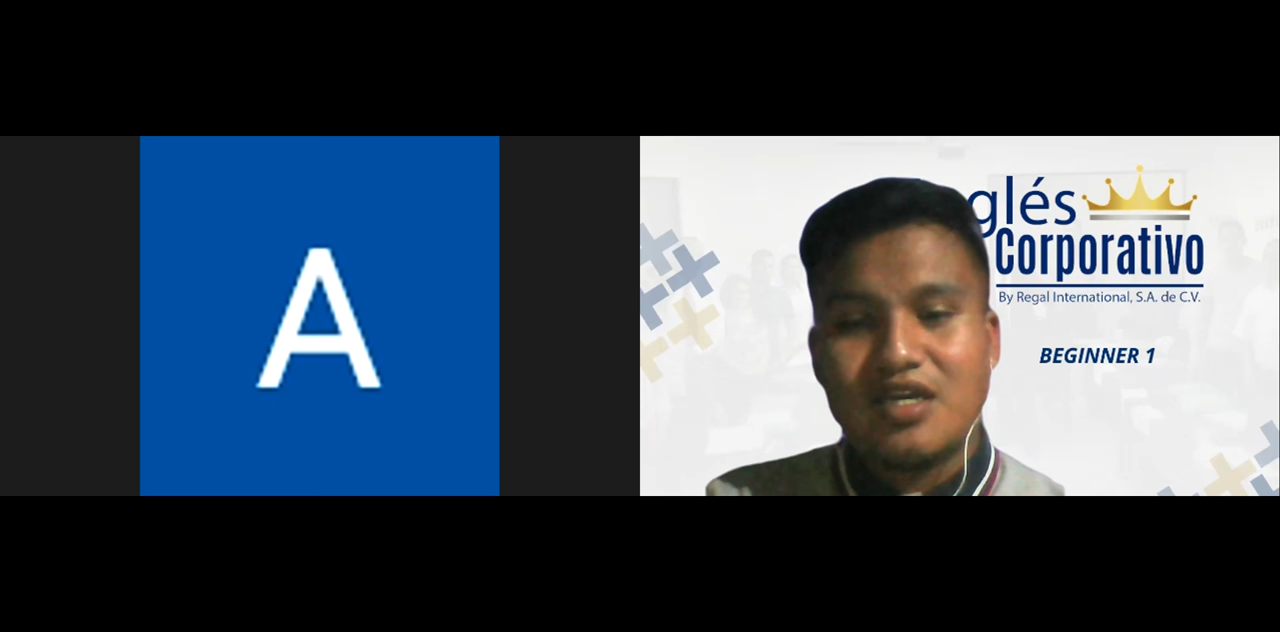 A
glés
Corporativo
By Regal International, S.A. de C.V.
BEGINNER 1